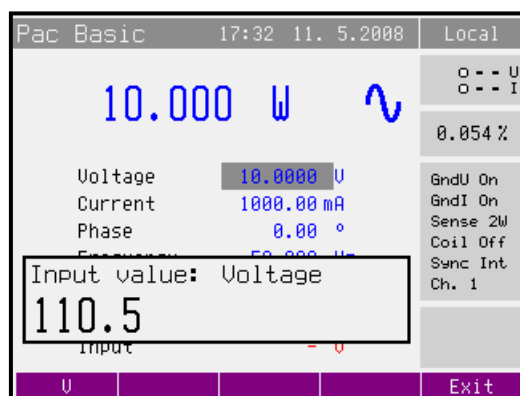 Pac Basic 17:32 11. 5.2008 Local
o-- U
o-- I
10.000 W
0.054 %
Voltage 10.0000 V
Current 1000.00 mA
Phase 0.00 °
GndU On
GndI On
Sense 2W
Coil Off
Sync Int
Ch. 1
Input value: Voltage
110.5
Input - V
V Exit